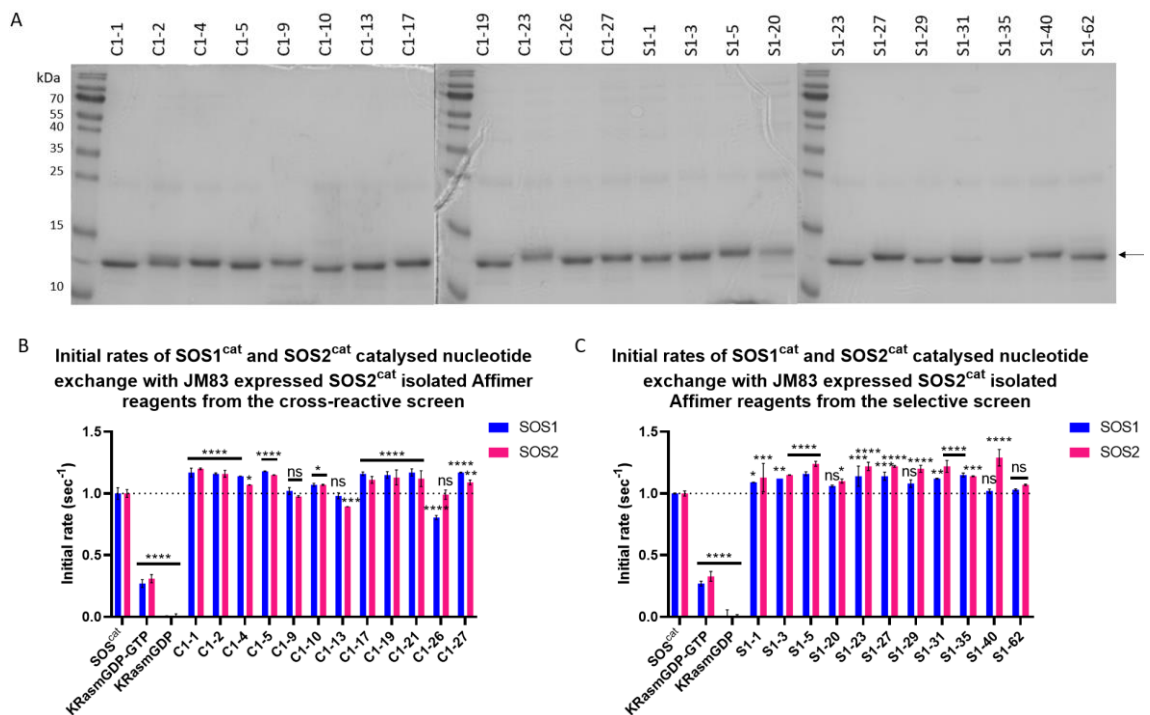 A
C1-1 C1-2 C1-4 C1-5 C1-9 C1-10 C1-13 C1-17 C1-19 C1-23 C1-26 C1-27 S1-1 S1-3 S1-5 S1-20 S1-23 S1-27 S1-29 S1-31 S1-35 S1-40 S1-62
kDa
70
55
40
35
25
15
10
B
Initial rates of SOS1cat and SOS2cat catalysed nucleotide
exchange with JM83 expressed SOS2cat isolated Affimer
reagents from the cross-reactive screen
SOS1
SOS2
Initial rate (sec-1)
1.5
1.0
0.5
0.0
**** **** * **** ns * ns *** **** **** ns **** **
SOScat KRasmGDP-GTP KRasmGDP C1-1 C1-2 C1-4 C1-5 C1-9 C1-10 C1-13 C1-17 C1-19 C1-21 C1-26 C1-27
C
Initial rates of SOS1cat and SOS2cat catalysed nucleotide
exchange with JM83 expressed SOS2cat isolated
Affimer reagents from the selective screen
SOS1
SOS2
Initial rate (sec-1)
1.5
1.0
0.5
0.0
**** * *** ** **** ns * *** **** *** **** ns **** ** **** *** ns **** ns
SOScat KRasmGDP-GTP KRasmGDP S1-1 S1-3 S1-5 S1-20 S1-23 S1-27 S1-29 S1-31 S1-35 S1-40 S1-62